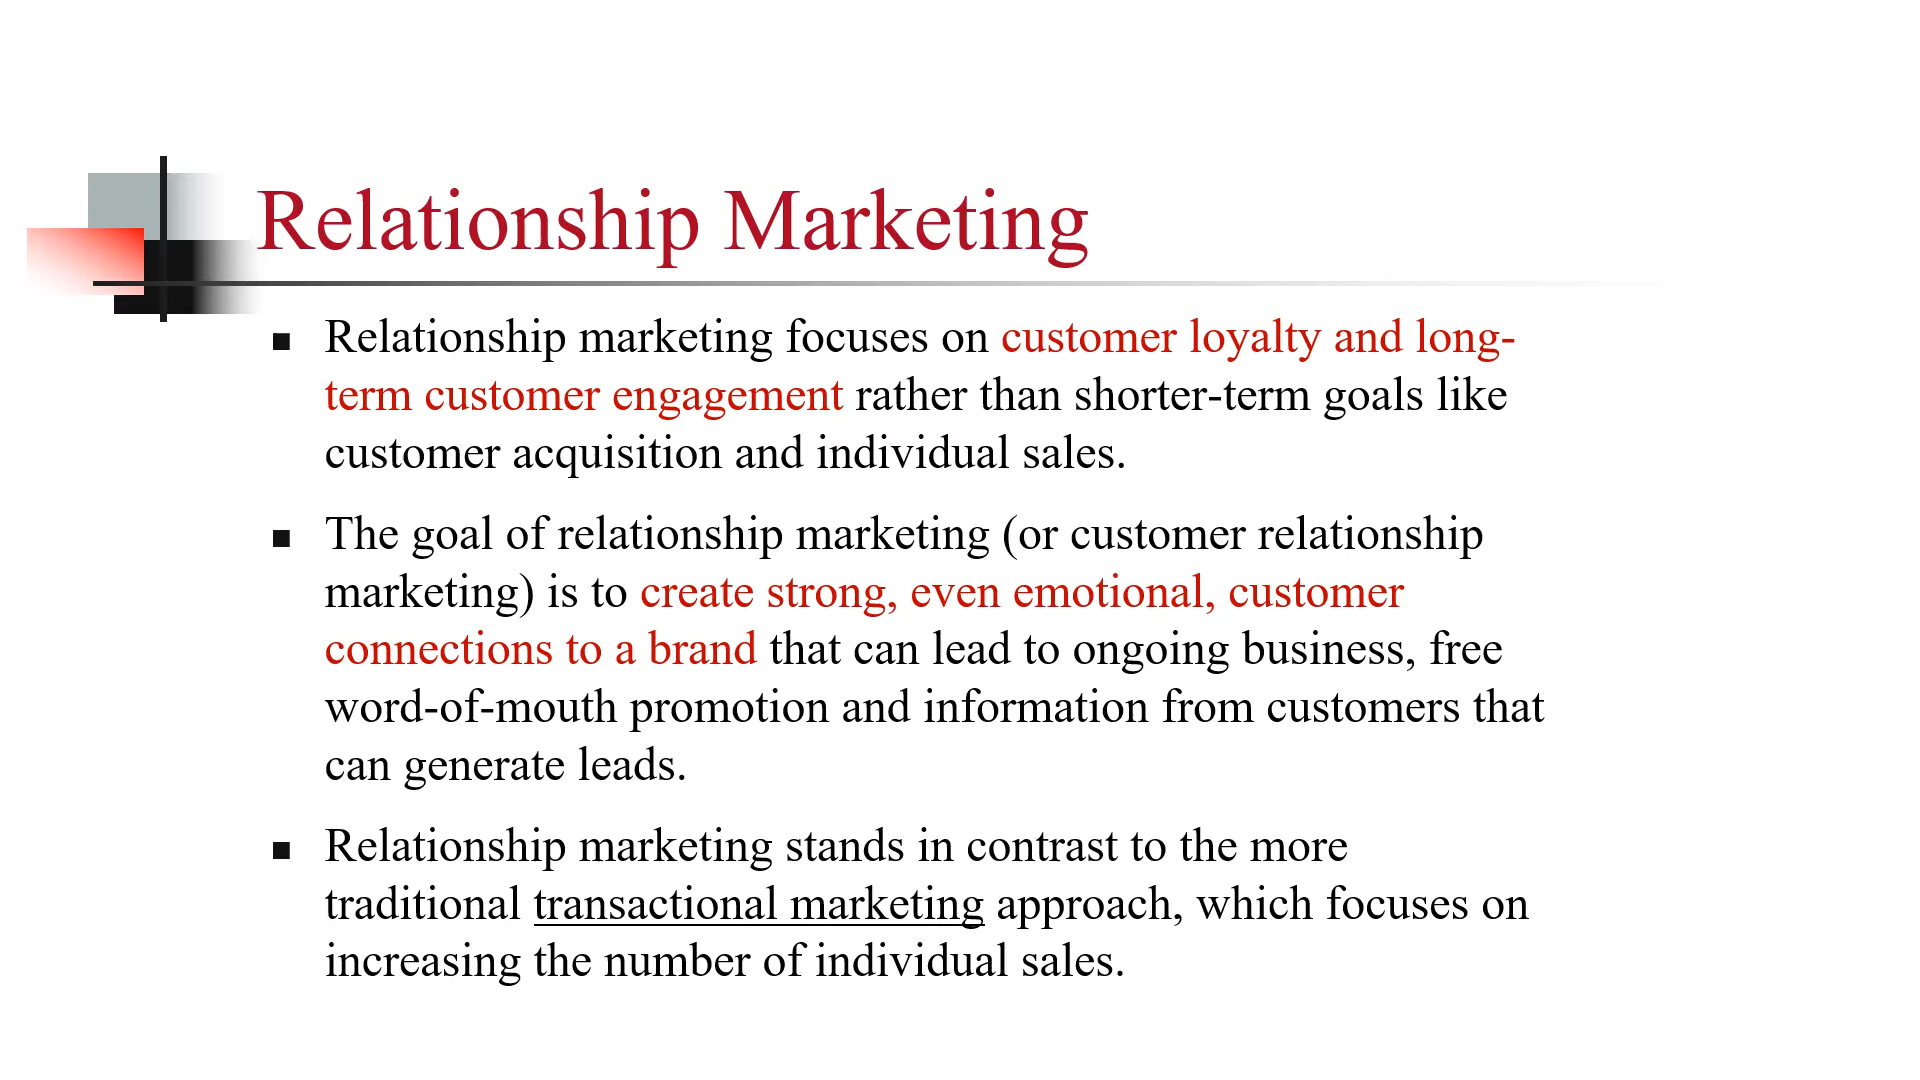 Relationship Marketing
Relationship marketing focuses on customer loyalty and long-
term customer engagement rather than shorter-term goals like
customer acquisition and individual sales.
The goal of relationship marketing (or customer relationship
marketing) is to create strong, even emotional, customer
connections to a brand that can lead to ongoing business, free
word-of-mouth promotion and information from customers that
can generate leads.
Relationship marketing stands in contrast to the more
traditional transactional marketing approach, which focuses on
increasing the number of individual sales.